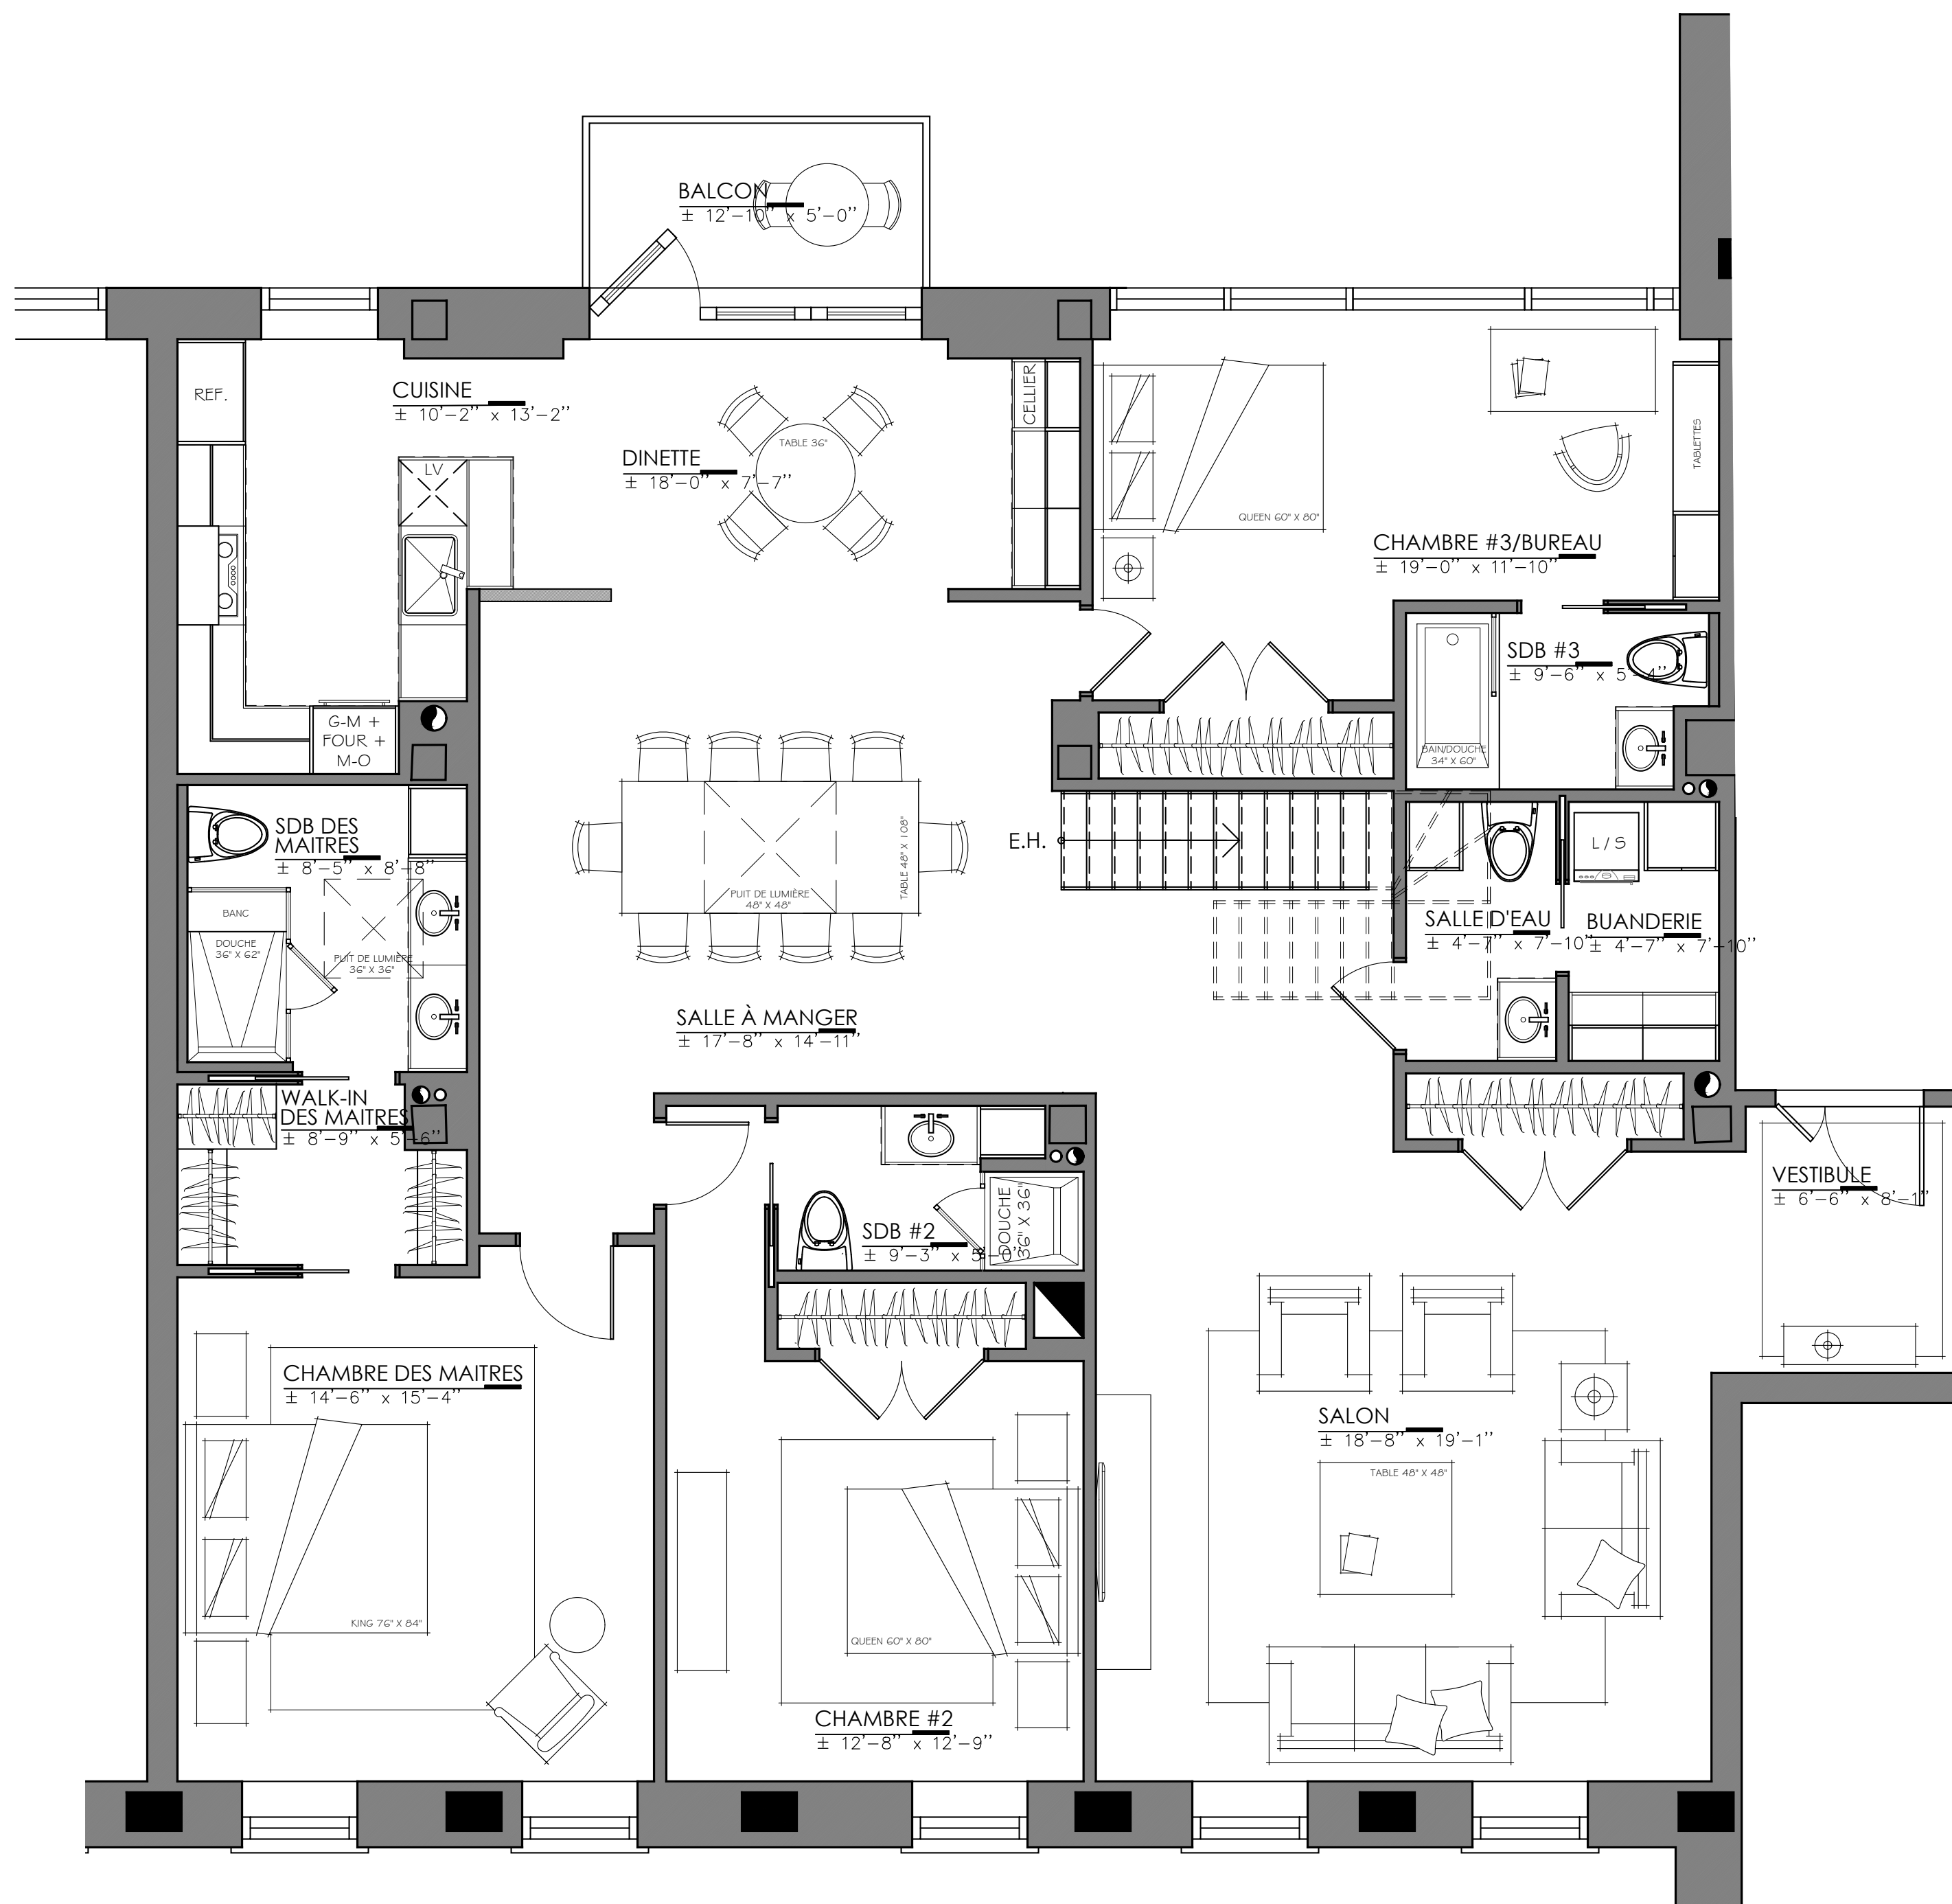 BALCON
± 12'-10'' x 5'-0''
CUISINE
± 10'-2'' x 13'-2''
REF.
LV
DINETTE
± 18'-0'' x 7'-7''
TABLE 36"
CELLIER
QUEEN 60" X 80"
TABLETTES
CHAMBRE #3/BUREAU
± 19'-0'' x 11'-10''
SDB #3
± 9'-6'' x 5'-4''
BAIN/DOUCHE
34" X 60"
G-M +
FOUR +
M-O
SDB DES
MAITRES
± 8'-5'' x 8'-8''
BANC
DOUCHE
36" X 62"
PUIT DE LUMIÈRE
36" X 36"
PUIT DE LUMIÈRE
48" X 48"
TABLE 48" X 108"
E.H.
L / S
SALLE D'EAU
± 4'-7'' x 7'-10''
BUANDERIE
± 4'-7'' x 7'-10''
SALLE À MANGER
± 17'-8'' x 14'-11''
WALK-IN
DES MAITRES
± 8'-9'' x 5'-6''
SDB #2
± 9'-3'' x 5'-0''
DOUCHE
36" X 36"
VESTIBULE
± 6'-6'' x 8'-1''
CHAMBRE DES MAITRES
± 14'-6'' x 15'-4''
KING 76" X 84"
SALON
± 18'-8'' x 19'-1''
TABLE 48" X 48"
QUEEN 60" X 80"
CHAMBRE #2
± 12'-8'' x 12'-9''